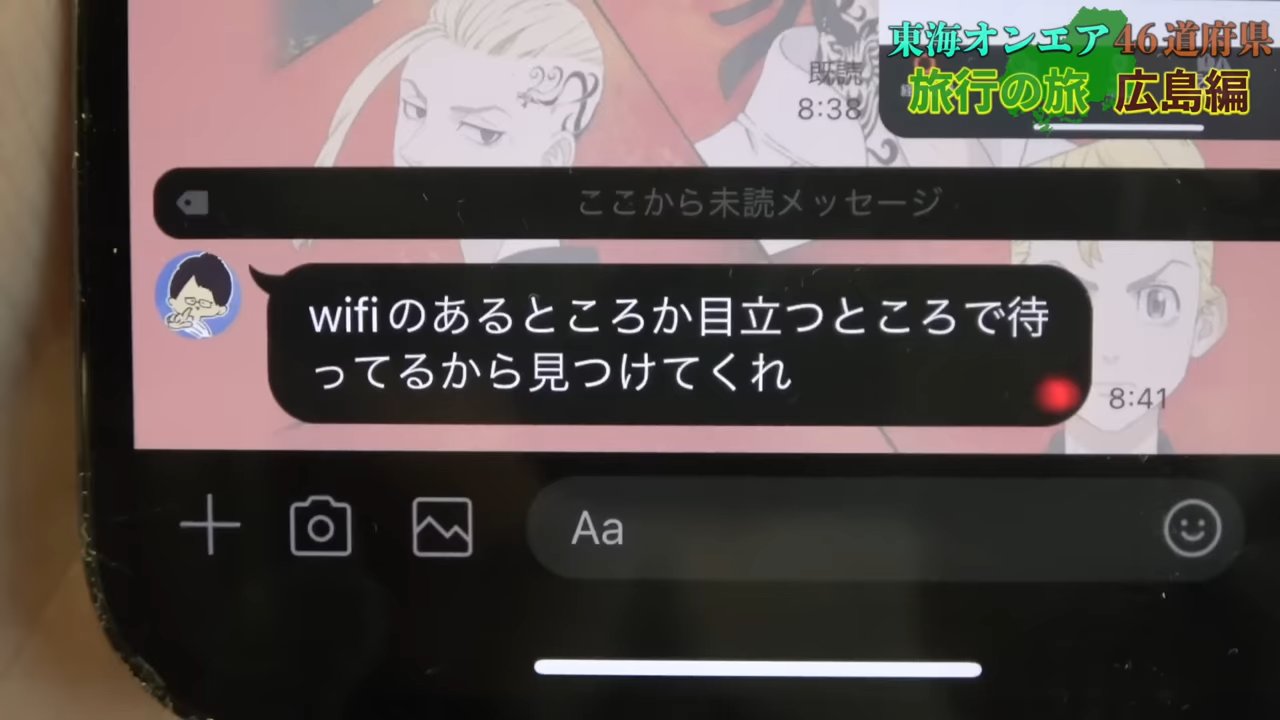 東海オンエア46道府県
旅行の旅 広島編
既読
8:38
ここから未読メッセージ
wifiのあるところか目立つところで待
ってるから見つけてくれ
8:41
Aa